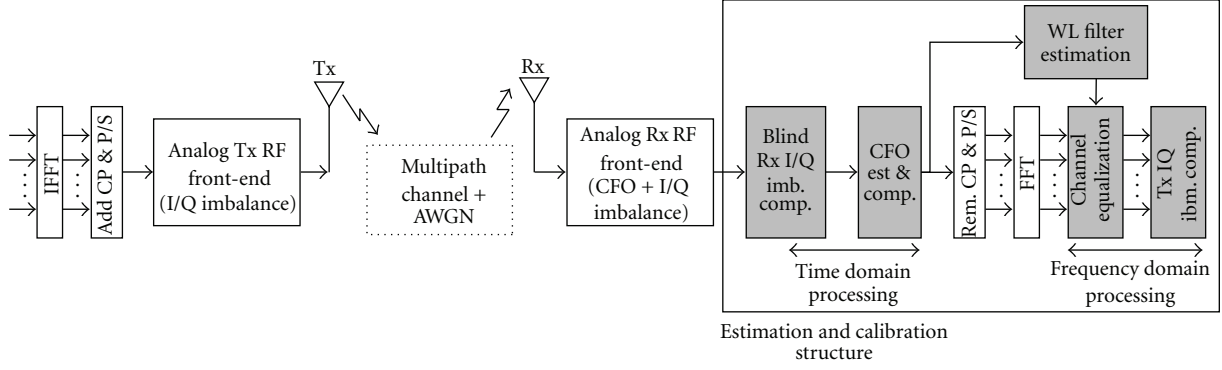 IFFT
Add CP & P/S
Analog Tx RF
front-end
(I/Q imbalance)
Tx
Multipath
channel +
AWGN
Rx
Analog Rx RF
front-end
(CFO + I/Q
imbalance)
Blind
Rx I/Q
imb.
comp.
CFO
est &
comp.
WL filter
estimation
Rem. CP & P/S
FFT
Channel
equalization
Tx IQ
ibm. comp.
Time domain
processing
Frequency domain
processing
Estimation and calibration
structure